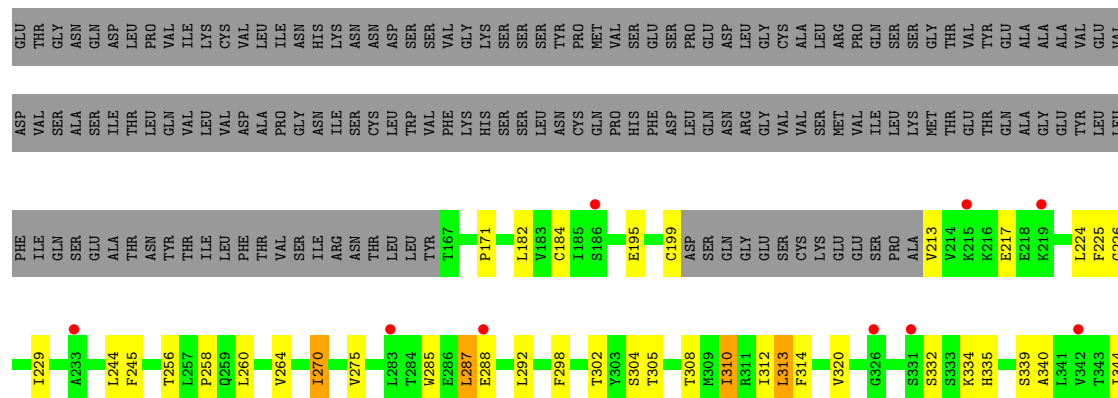 GLU THR GLY ASN GLN ASP LEU PRO VAL ILE LYS CYS VAL LEU ILE ASN HIS LYS ASN ASN ASP SER SER VAL GLY LYS SER SER SER TYR PRO MET VAL SER GLU SER PRO GLU ASP LEU GLY CYS ALA LEU ARG PRO GLN SER SER GLY THR VAL TYR GLU ALA ALA ALA VAL GLU VAL
ASP VAL SER ALA SER ILE THR LEU GLN VAL LEU VAL ASP ALA PRO GLY ASN ILE SER CYS LEU TRP VAL PHE LYS HIS SER SER LEU ASN CYS GLN PRO HIS PHE ASP LEU GLN ASN ARG GLY VAL VAL SER MET VAL ILE LEU LYS MET THR GLU THR GLN ALA GLY GLU TYR LEU LEU
PHE ILE GLN SER GLU ALA THR ASN TYR THR ILE LEU PHE THR VAL SER ILE ARG ASN THR LEU LEU TYR T167 P171 L182 V183 C184 I185 S186 E195 C199 ASP SER GLN GLY GLU SER CYS LYS GLU GLU SER PRO ALA V213 V214 K215 K216 E217 E218 K219 L224 F225 G226
I229 A233 L244 F245 T256 L257 P258 Q259 L260 V264 I270 V275 L283 T284 W285 E286 L287 E288 L292 F298 T302 Y303 S304 T305 T308 M309 I310 R311 I312 L313 F314 V320 G326 S331 S332 S333 K334 H335 S339 A340 L341 V342 T343